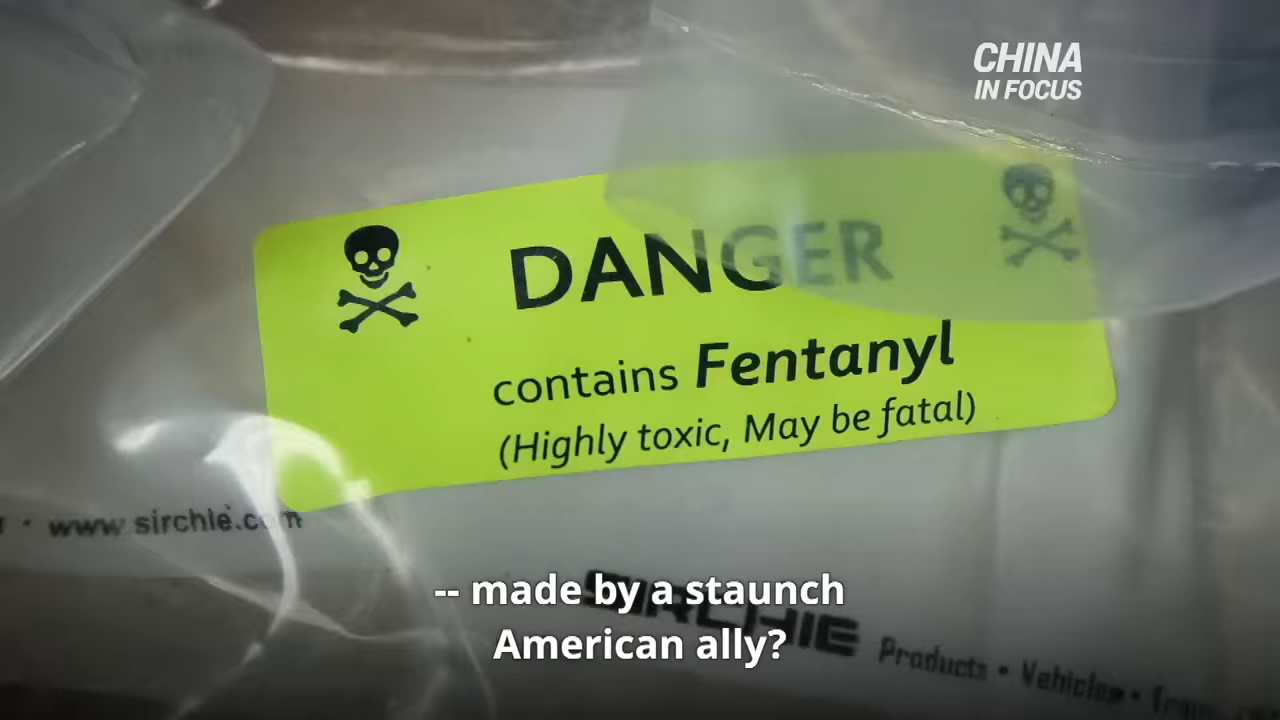 CHINA
IN FOCUS
DANGER
contains Fentanyl
(Highly toxic, May be fatal)
www.sirchie.com
-- made by a staunch
American ally?
SIRCHIE Products • Vehicles •